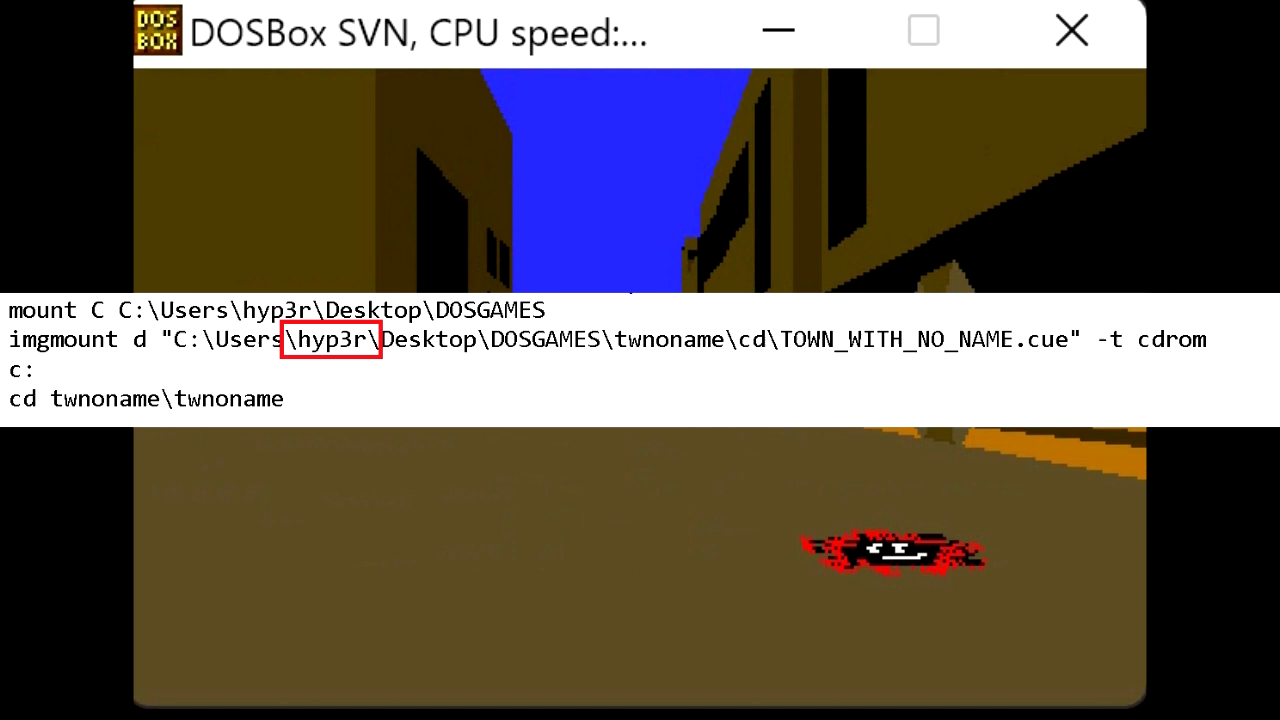 DOS
BOX
DOSBox SVN, CPU speed:...
mount C C:\Users\hyp3r\Desktop\DOSGAMES
imgmount d "C:\Users\hyp3r\Desktop\DOSGAMES\twnoname\cd\TOWN_WITH_NO_NAME.cue" -t cdrom
c:
cd twnoname\twnoname